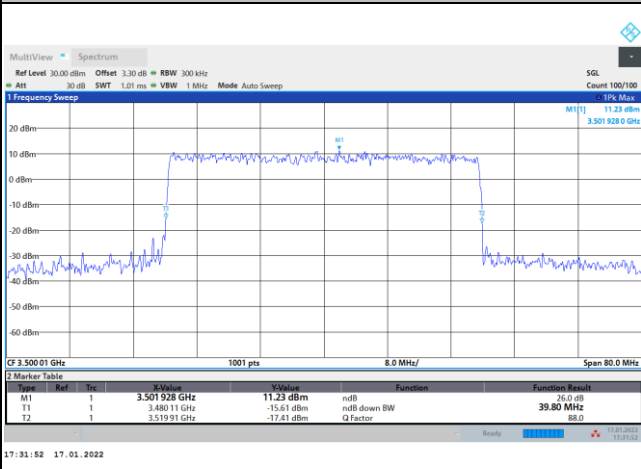 MultiView Spectrum
Ref Level 30.00 dBm Offset 3.30 dB RBW 300 kHz SGL
Att 30 dB SWT 1.01 ms VBW 1 MHz Mode Auto Sweep Count 100/100
1 Frequency Sweep 1Pk Max
M1[1] 11.23 dBm
3.501 928 0 GHz
20 dBm
M1
10 dBm
0 dBm
-10 dBm
T1 T2
-20 dBm
-30 dBm
-40 dBm
-50 dBm
-60 dBm
CF 3.500 01 GHz 1001 pts 8.0 MHz/ Span 80.0 MHz
2 Marker Table
Type Ref Trc X-Value Y-Value Function Function Result
M1 1 3.501 928 GHz 11.23 dBm ndB 26.0 dB
T1 1 3.480 11 GHz -15.61 dBm ndB down BW 39.80 MHz
T2 1 3.519 91 GHz -17.41 dBm Q Factor 88.0
Ready 17.01.2022
17:31:52
17:31:52 17.01.2022